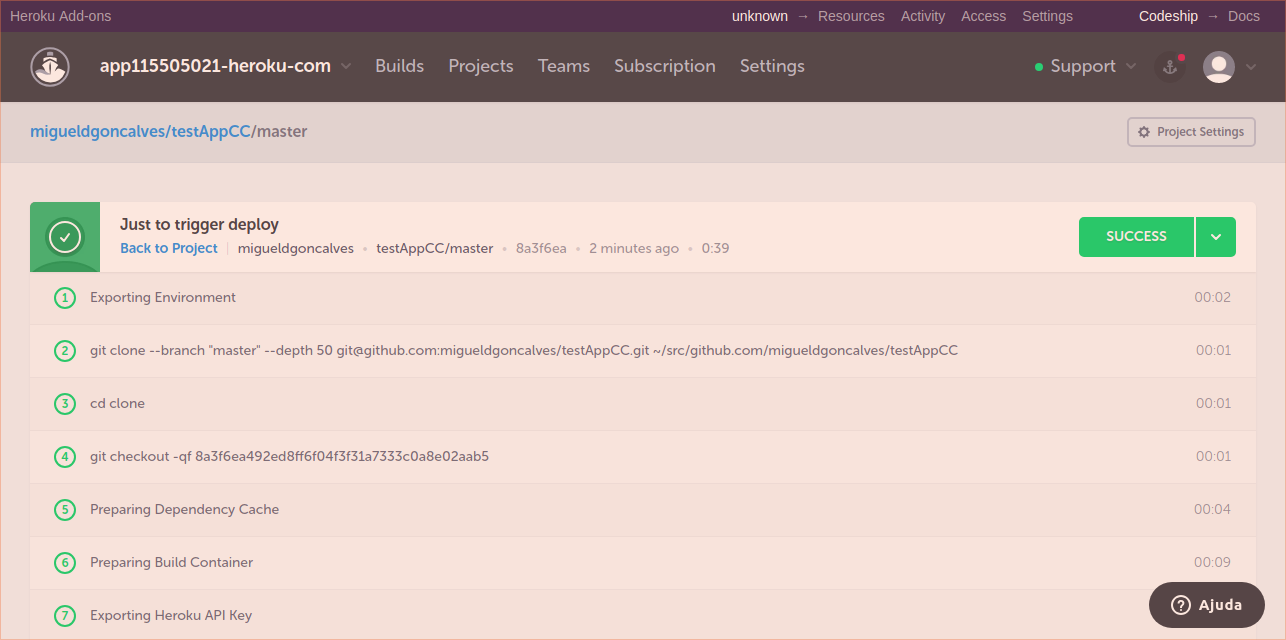 Heroku Add-ons unknown → Resources Activity Access Settings Codeship → Docs
app115505021-heroku-com Builds Projects Teams Subscription Settings Support
migueldgoncalves/testAppCC/master Project Settings
Just to trigger deploy
Back to Project migueldgoncalves • testAppCC/master • 8a3f6ea • 2 minutes ago • 0:39
SUCCESS
1 Exporting Environment 00:02
2 git clone --branch "master" --depth 50 git@github.com:migueldgoncalves/testAppCC.git ~/src/github.com/migueldgoncalves/testAppCC 00:01
3 cd clone 00:01
4 git checkout -qf 8a3f6ea492ed8ff6f04f3f31a7333c0a8e02aab5 00:01
5 Preparing Dependency Cache 00:04
6 Preparing Build Container 00:09
7 Exporting Heroku API Key
? Ajuda